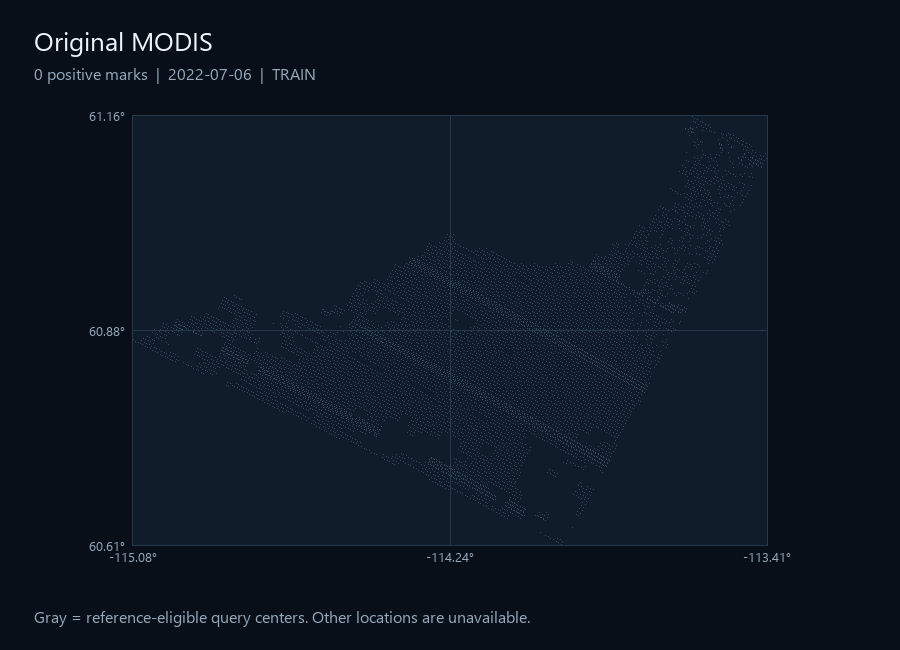 Original MODIS
0 positive marks | 2022-07-06 | TRAIN
61.16°
60.88°
60.61°
-115.08°
-114.24°
-113.41°
Gray = reference-eligible query centers. Other locations are unavailable.